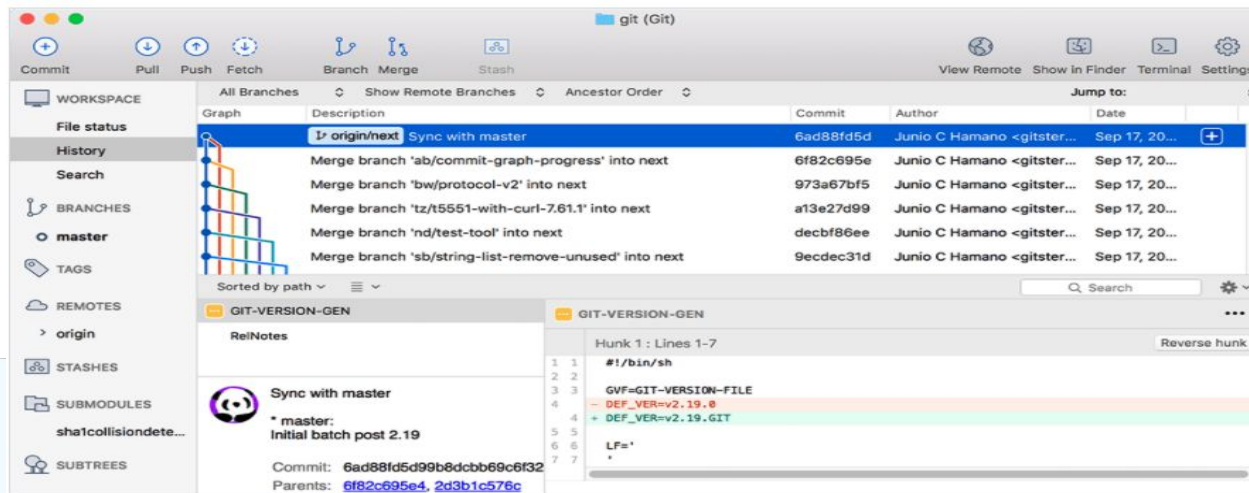 git (Git)
Commit Pull Push Fetch Branch Merge Stash View Remote Show in Finder Terminal Settings
WORKSPACE
File status
History
Search
BRANCHES
master
TAGS
REMOTES
origin
STASHES
SUBMODULES
sha1collisiondete...
SUBTREES
All Branches Show Remote Branches Ancestor Order Jump to:
Graph Description Commit Author Date
origin/next Sync with master 6ad88fd5d Junio C Hamano <gitster... Sep 17, 20...
Merge branch 'ab/commit-graph-progress' into next 6f82c695e Junio C Hamano <gitster... Sep 17, 20...
Merge branch 'bw/protocol-v2' into next 973a67bf5 Junio C Hamano <gitster... Sep 17, 20...
Merge branch 'tz/t5551-with-curl-7.61.1' into next a13e27d99 Junio C Hamano <gitster... Sep 17, 20...
Merge branch 'nd/test-tool' into next decbf86ee Junio C Hamano <gitster... Sep 17, 20...
Merge branch 'sb/string-list-remove-unused' into next 9ecdec31d Junio C Hamano <gitster... Sep 17, 20...
Sorted by path Search
GIT-VERSION-GEN
RelNotes
Sync with master
* master:
Initial batch post 2.19
Commit: 6ad88fd5d99b8dcbb69c6f32
Parents: 6f82c695e4, 2d3b1c576c
GIT-VERSION-GEN
Hunk 1 : Lines 1-7 Reverse hunk
1 1 #!/bin/sh
2 2
3 3 GVF=GIT-VERSION-FILE
4 - DEF_VER=v2.19.0
4 + DEF_VER=v2.19.GIT
5 5
6 6 LF='
7 7 '